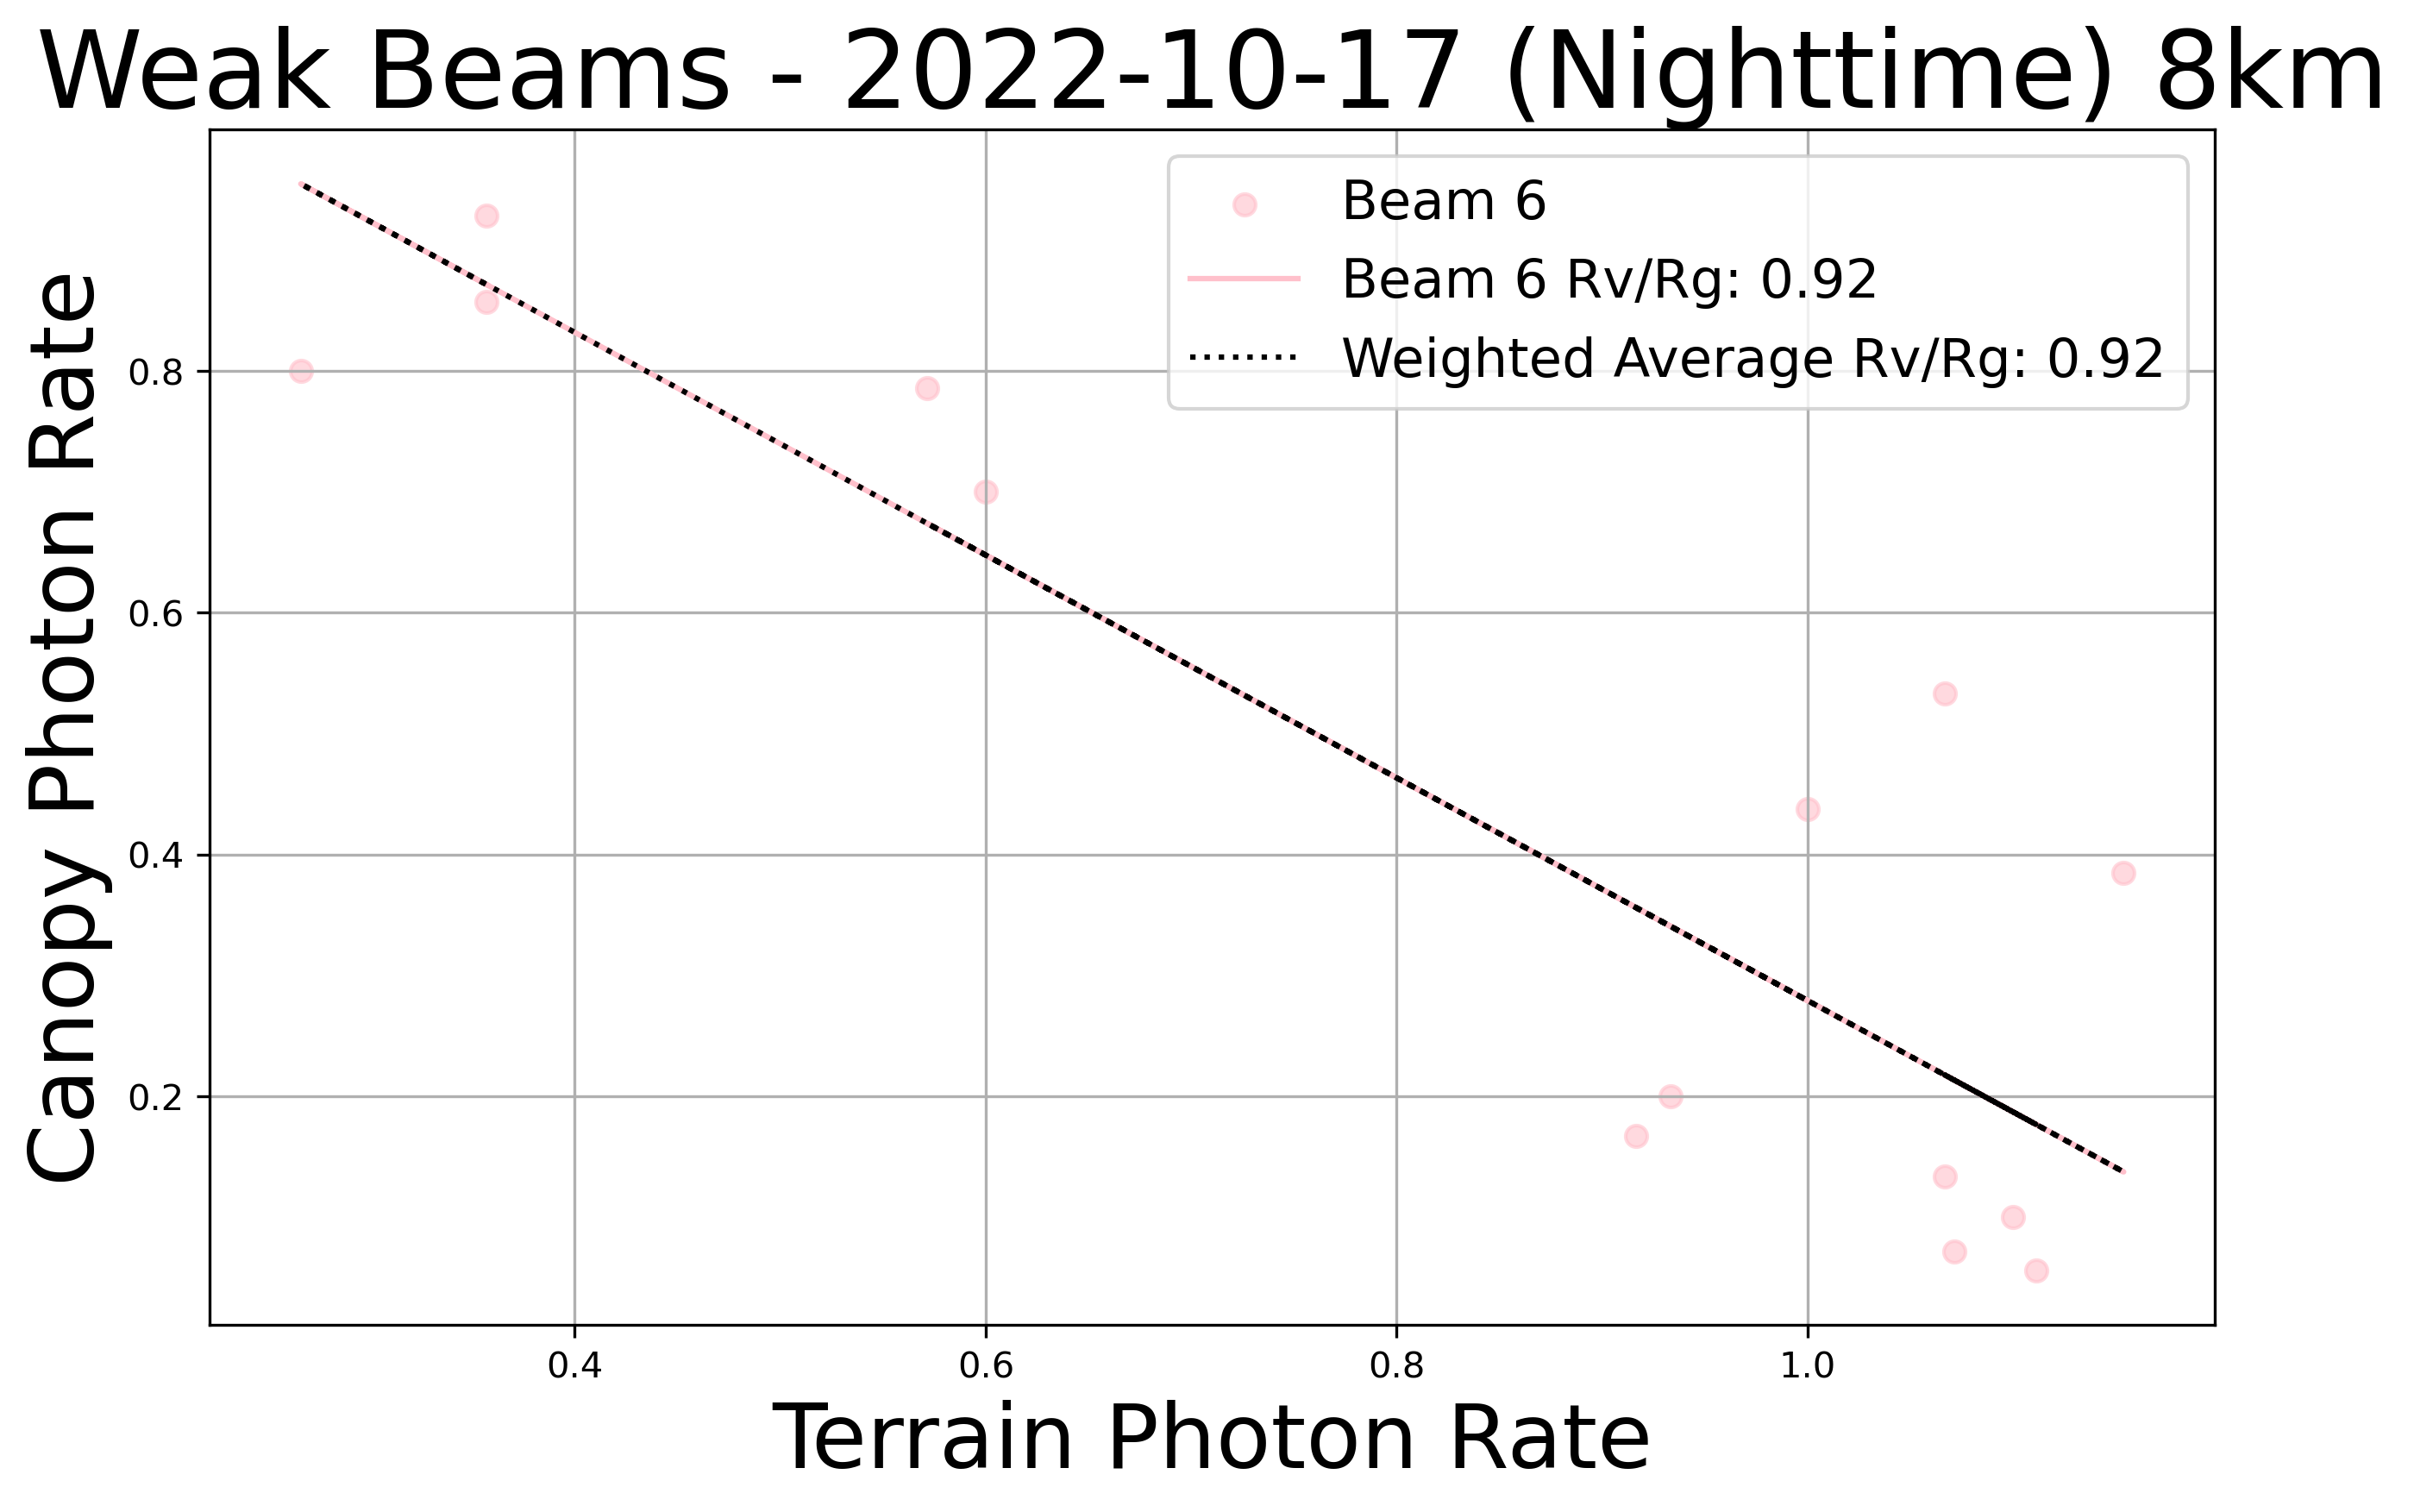 Weak Beams - 2022-10-17 (Nighttime) 8km
Beam 6
Beam 6 Rv/Rg: 0.92
Weighted Average Rv/Rg: 0.92
Canopy Photon Rate
0.8
0.6
0.4
0.2
0.4 0.6 0.8 1.0
Terrain Photon Rate